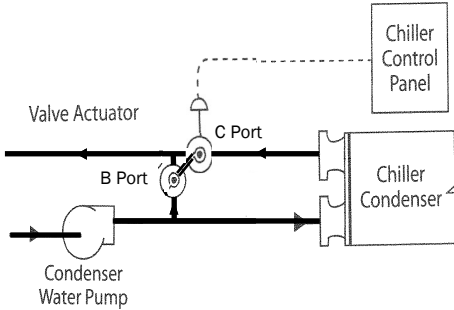 Chiller
Control
Panel
Valve Actuator
C Port
B Port
Chiller
Condenser
Condenser
Water Pump